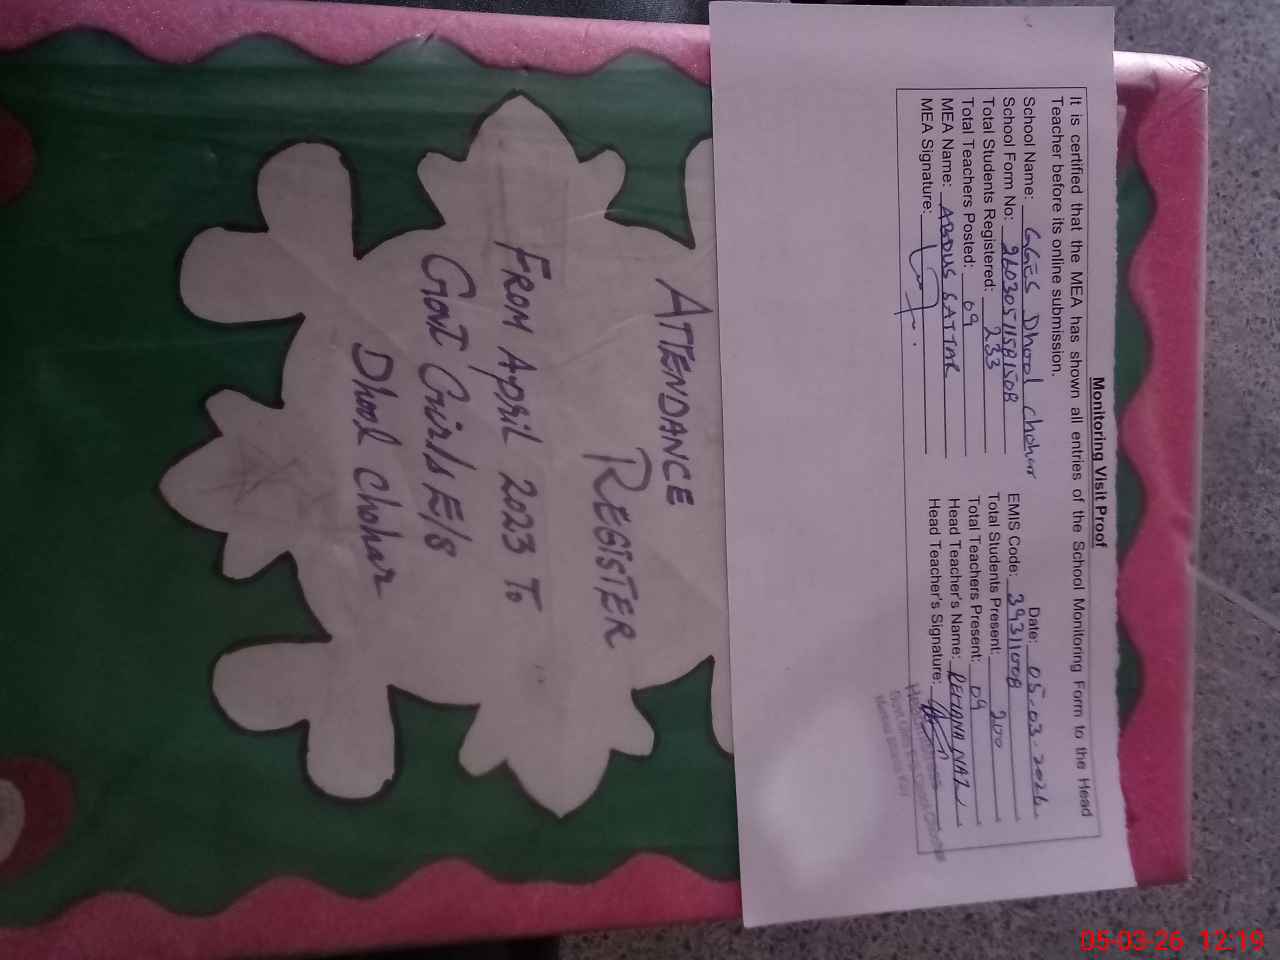 Monitoring Visit Proof
It is certified that the MEA has shown all entries of the School Monitoring Form to the Head
Teacher before its online submission.
Date: 05-03-2026
School Name: GGES Dhool chohar
EMIS Code: 39311008
School Form No:
Total Students Present: 200
Total Students Registered: 233
Total Teachers Present: 09
Total Teachers Posted: 09
Head Teacher's Name: REHANA NAZ
MEA Name: ABDUS SATTAR
Head Teacher's Signature:
MEA Signature:
ATTENDANCE
REGISTER
FROM April 2023 To
Govt Girls E/S
Dhool Chohar
05-03-26 12:19